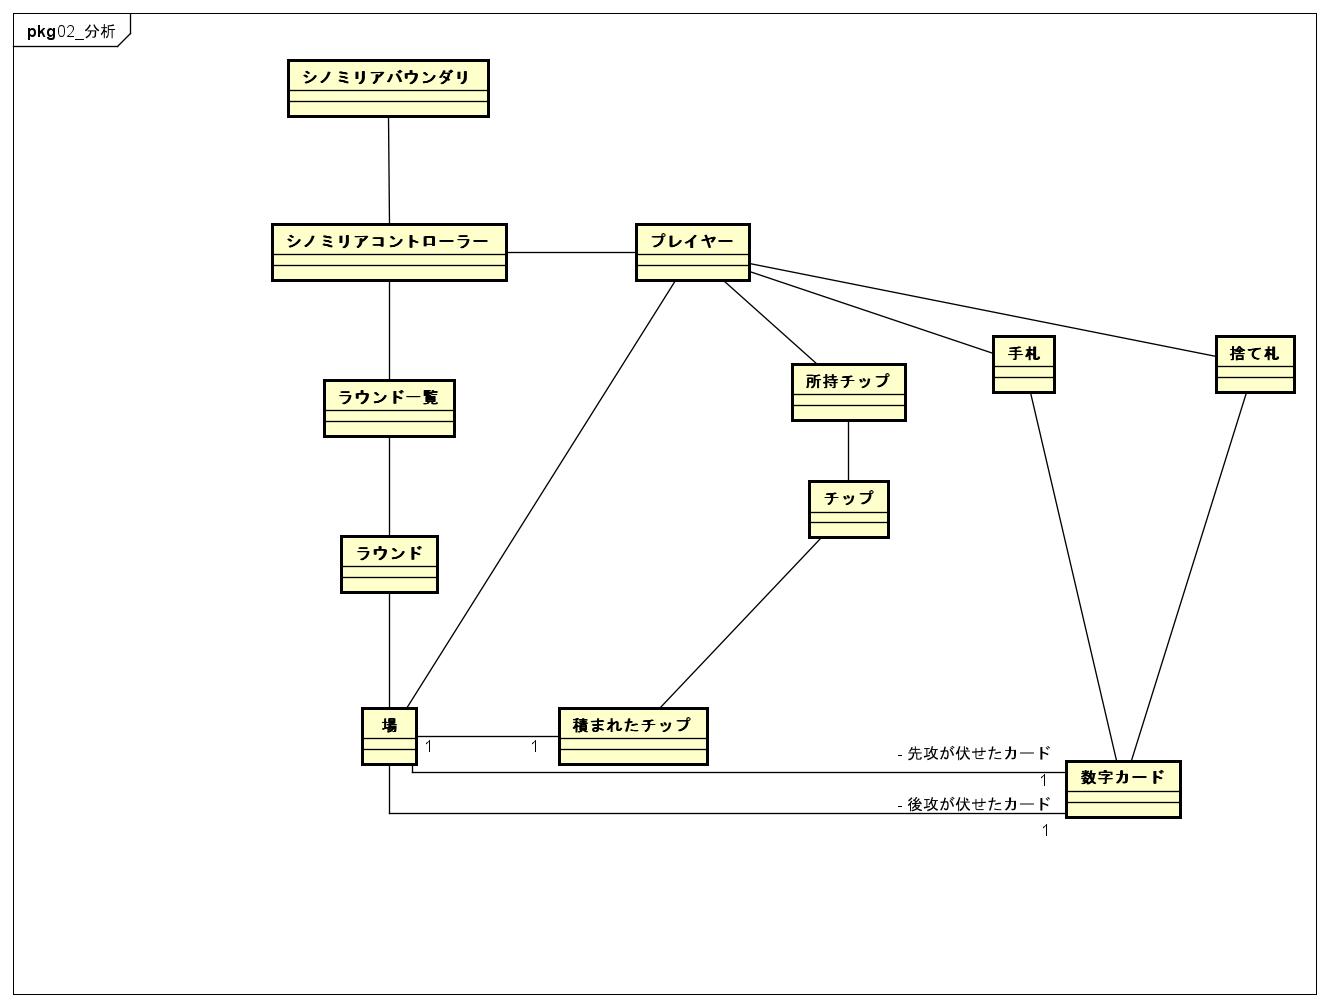 pkg02_分析
シノミリアバウンダリ
シノミリアコントローラー
プレイヤー
手札
捨て札
所持チップ
ラウンド一覧
チップ
ラウンド
場
積まれたチップ
1
1
- 先攻が伏せたカード
1
数字カード
- 後攻が伏せたカード
1